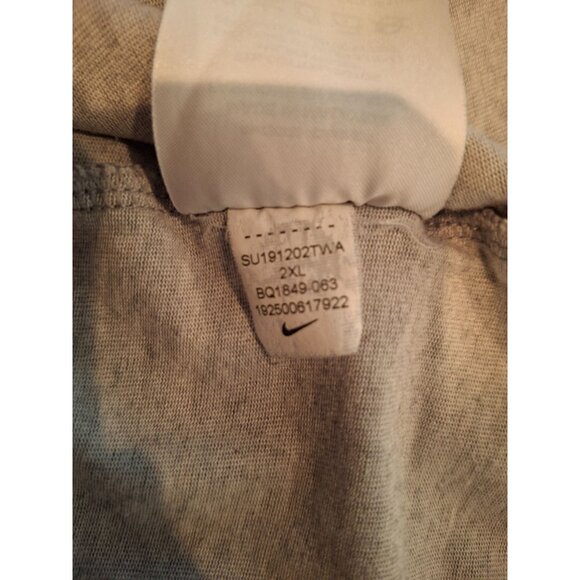 - - - - - - - -
SU191202TWA
2XL
BQ1849-063
192500617922